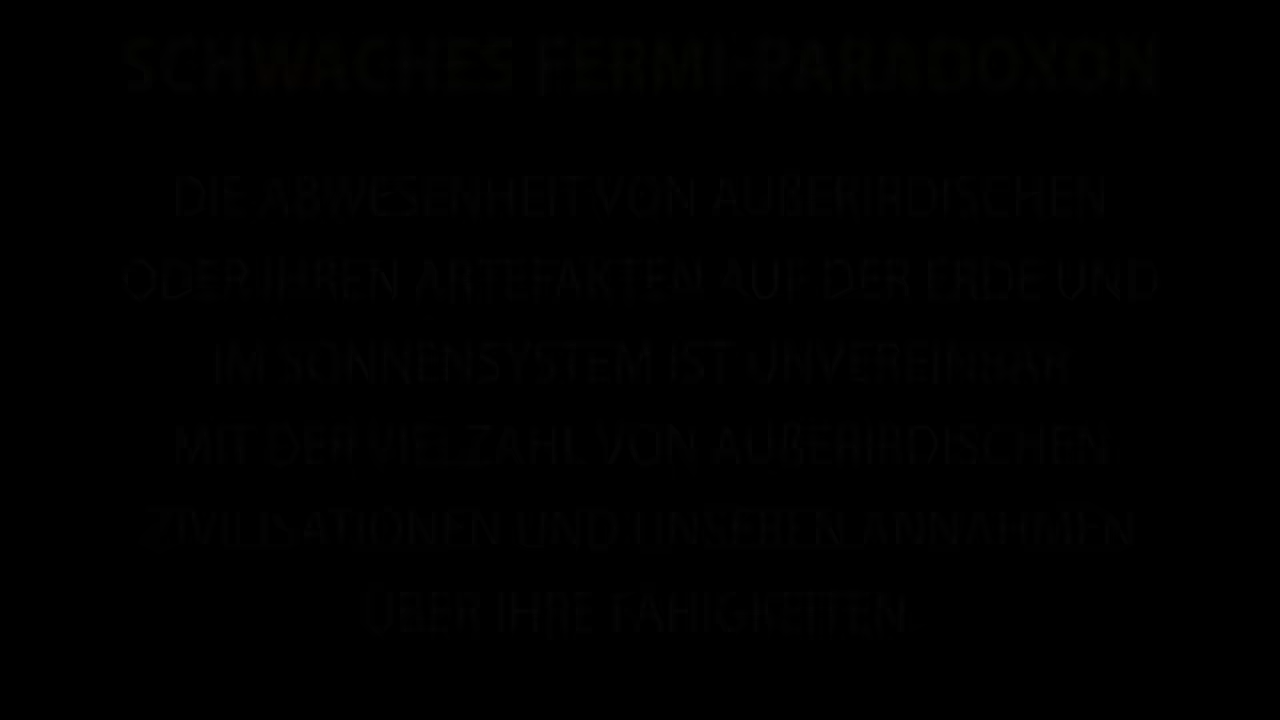 SCHWACHES FERMI-PARADOXON
DIE ABWESENHEIT VON AUßERIRDISCHEN
ODER IHREN ARTEFAKTEN AUF DER ERDE UND
IM SONNENSYSTEM IST UNVEREINBAR
MIT DER VIELZAHL VON AUßERIRDISCHEN
ZIVILISATIONEN UND UNSEREN ANNAHMEN
ÜBER IHRE FÄHIGKEITEN.